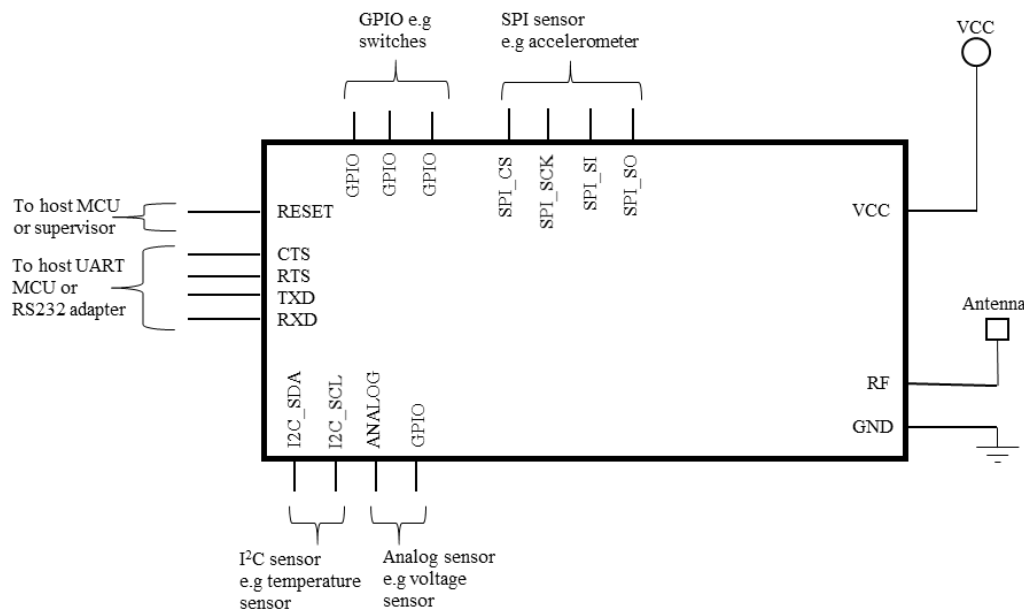 GPIO e.g
switches
SPI sensor
e.g accelerometer
VCC
GPIO
GPIO
GPIO
SPI_CS
SPI_SCK
SPI_SI
SPI_SO
To host MCU
or supervisor
RESET
VCC
To host UART
MCU or
RS232 adapter
CTS
RTS
TXD
RXD
Antenna
RF
GND
I2C_SDA
I2C_SCL
ANALOG
GPIO
I²C sensor
e.g temperature
sensor
Analog sensor
e.g voltage
sensor